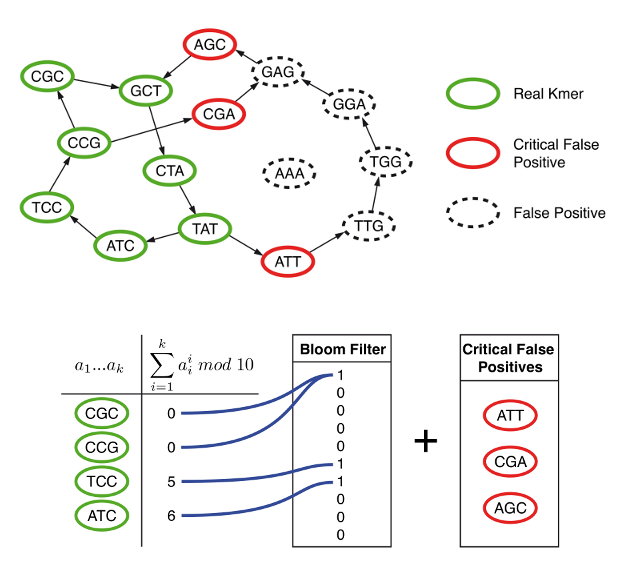 AGC
GAG
CGC
GCT
GGA
Real Kmer
CGA
CCG
Critical False
Positive
CTA
AAA
TGG
TCC
False Positive
TAT
TTG
ATC
ATT
a₁...aₖ
k
∑ aᵢⁱ mod 10
i=1
Bloom Filter
Critical False
Positives
1
0
0
0
0
1
1
0
0
0
CGC 0
CCG 0
TCC 5
ATC 6
+
ATT
CGA
AGC